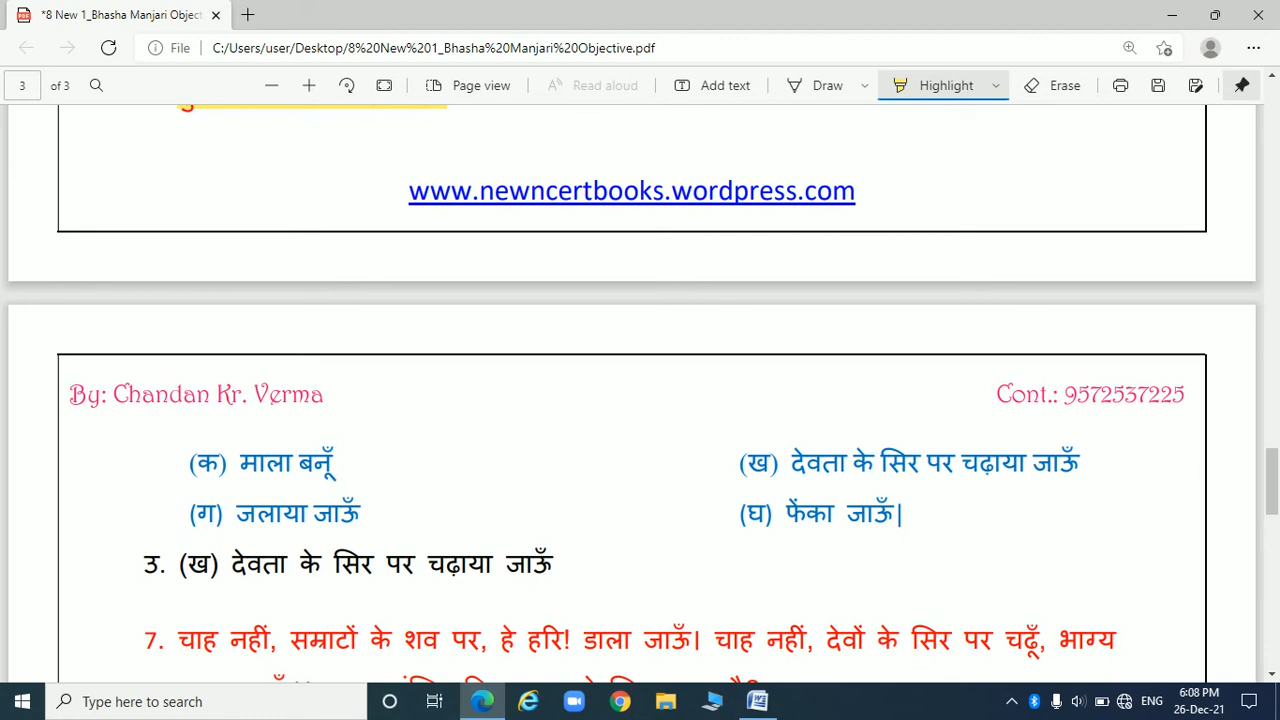 *8 New 1_Bhasha Manjari Object
File C:/Users/user/Desktop/8%20New%201_Bhasha%20Manjari%20Objective.pdf
3 of 3 Page view Read aloud Add text Draw Highlight Erase
www.newncertbooks.wordpress.com
By: Chandan Kr. Verma Cont.: 9572537225
(क) माला बनूँ (ख) देवता के सिर पर चढ़ाया जाऊँ
(ग) जलाया जाऊँ (घ) फेंका जाऊँ|
उ. (ख) देवता के सिर पर चढ़ाया जाऊँ
7. चाह नहीं, सम्राटों के शव पर, हे हरि! डाला जाऊँ। चाह नहीं, देवों के सिर पर चढूँ, भाग्य
Type here to search ENG 6:08 PM
26-Dec-21